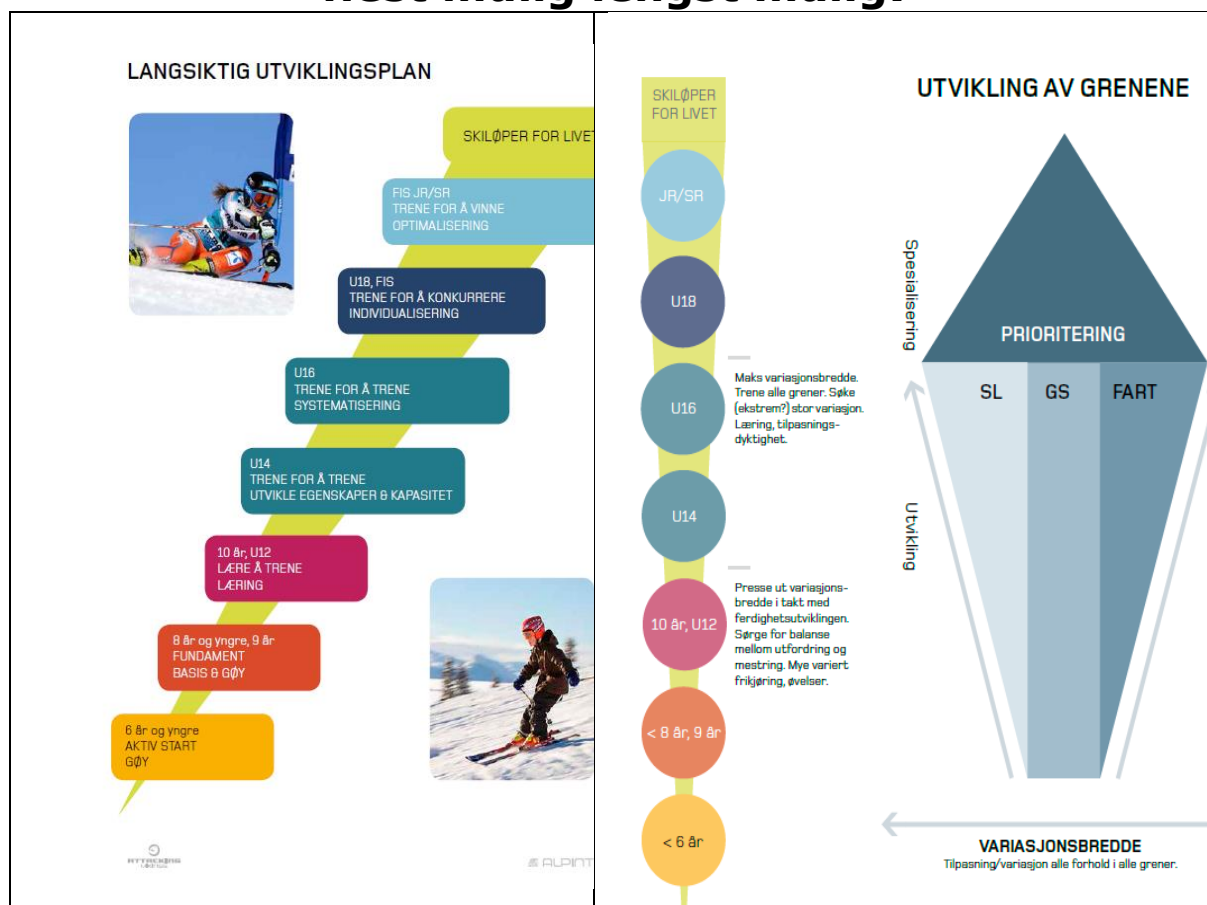 LANGSIKTIG UTVIKLINGSPLAN
SKILØPER FOR LIVET
FIS JR/SR
TRENE FOR Å VINNE
OPTIMALISERING
U18, FIS
TRENE FOR Å KONKURRERE
INDIVIDUALISERING
U16
TRENE FOR Å TRENE
SYSTEMATISERING
U14
TRENE FOR Å TRENE
UTVIKLE EGENSKAPER & KAPASITET
10 år, U12
LÆRE Å TRENE
LÆRING
8 år og yngre, 9 år
FUNDAMENT
BASIS & GØY
6 år og yngre
AKTIV START
GØY
ALPINT
UTVIKLING AV GRENENE
SKILØPER
FOR LIVET
JR/SR
U18
U16
U14
10 år, U12
< 8 år, 9 år
< 6 år
Maks variasjonsbredde.
Trene alle grener. Søke
(ekstrem?) stor variasjon.
Læring, tilpasnings-
dyktighet.
Presse ut variasjons-
bredde i takt med
ferdighetsutviklingen.
Sørge for balanse
mellom utfordring og
mestring. Mye variert
frikjøring, øvelser.
Spesialisering
Utvikling
PRIORITERING
SL GS FART
VARIASJONSBREDDE
Tilpasning/variasjon alle forhold i alle grener.